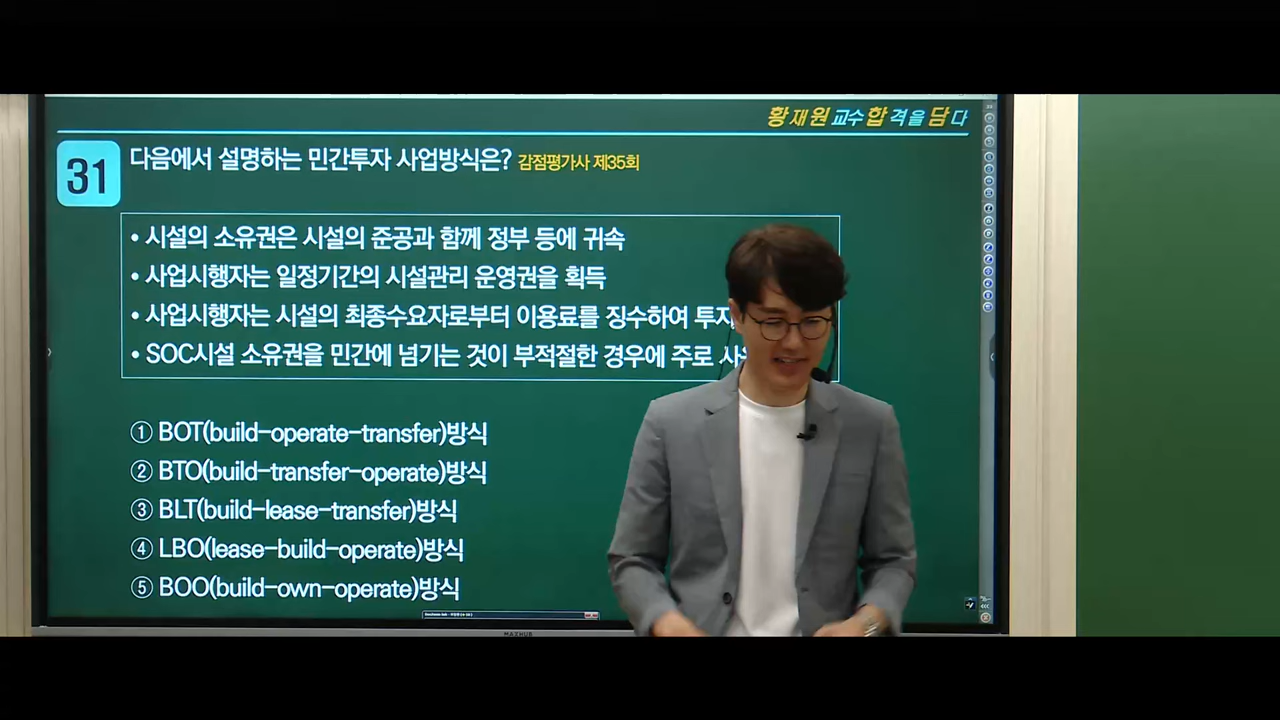 황재원 교수 합격을 담다
31 다음에서 설명하는 민간투자 사업방식은? 감점평가사 제35회
• 시설의 소유권은 시설의 준공과 함께 정부 등에 귀속
• 사업시행자는 일정기간의 시설관리 운영권을 획득
• 사업시행자는 시설의 최종수요자로부터 이용료를 징수하여
• SOC시설 소유권을 민간에 넘기는 것이 부적절한 경우에 주로
① BOT(build-operate-transfer)방식
② BTO(build-transfer-operate)방식
③ BLT(build-lease-transfer)방식
④ LBO(lease-build-operate)방식
⑤ BOO(build-own-operate)방식
MAXHUB